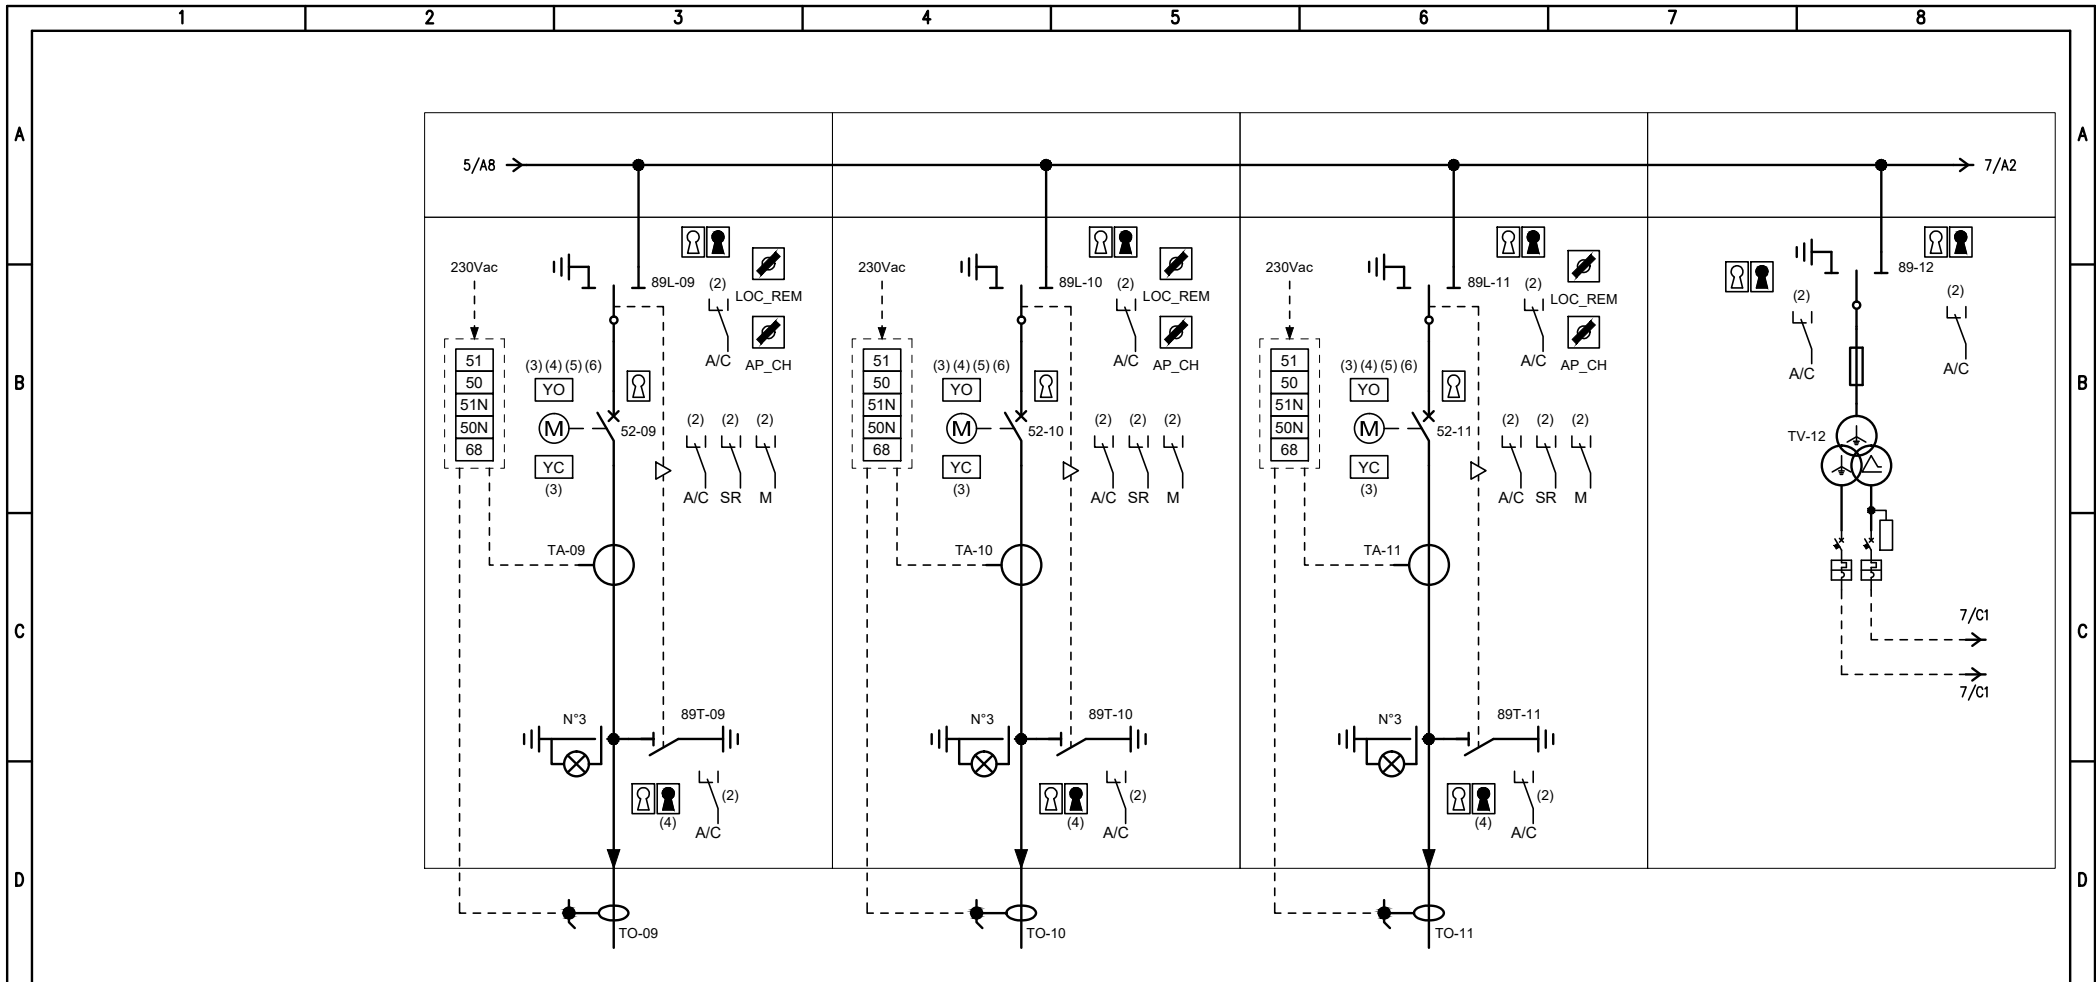 1 2 3 4 5 6 7 8
A A
5/A8 7/A2
230Vac 230Vac 230Vac
89L-09 (2) 89L-10 (2) 89L-11 (2) 89-12
LOC_REM LOC_REM LOC_REM (2) (2)
A/C AP_CH A/C AP_CH A/C AP_CH A/C A/C
B B
51 (3)(4)(5)(6) 51 (3)(4)(5)(6) 51 (3)(4)(5)(6)
50 YO 50 YO 50 YO
51N 51N 51N
(2) (2) (2) (2) (2) (2) (2) (2) (2)
50N M 52-09 50N M 52-10 50N M 52-11 TV-12
68 YC 68 YC 68 YC
(3) A/C SR M (3) A/C SR M (3) A/C SR M
TA-09 TA-10 TA-11
7/C1
C C
7/C1
N°3 89T-09 N°3 89T-10 N°3 89T-11
(2) (2) (2)
(4) A/C (4) A/C (4) A/C
D D
TO-09 TO-10 TO-11